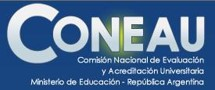 CONEAU
Comisión Nacional de Evaluación
y Acreditación Universitaria
Ministerio de Educación - República Argentina